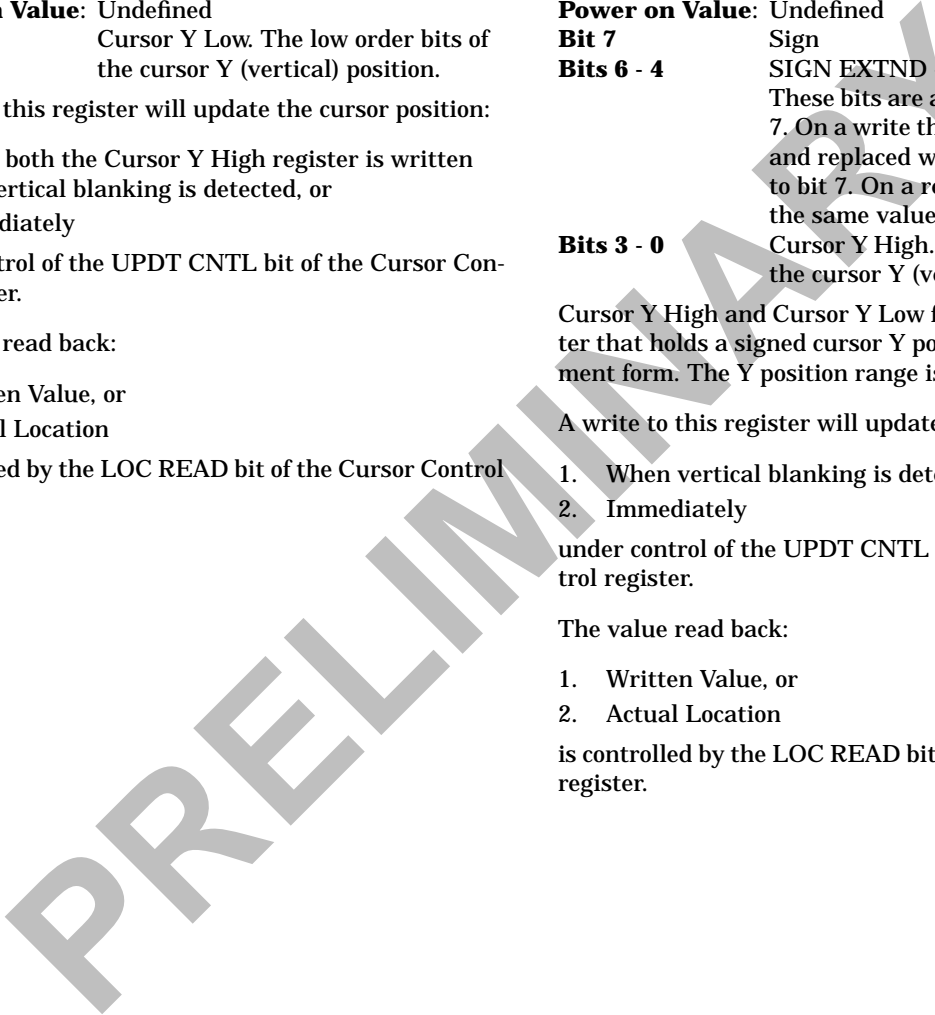 Value: Undefined
Cursor Y Low. The low order bits of
the cursor Y (vertical) position.
this register will update the cursor position:
both the Cursor Y High register is written
vertical blanking is detected, or
diately
trol of the UPDT CNTL bit of the Cursor Con-
er.
read back:
en Value, or
l Location
ed by the LOC READ bit of the Cursor Control
Power on Value: Undefined
Bit 7 Sign
Bits 6 - 4 SIGN EXTND
These bits are a
7. On a write th
and replaced w
to bit 7. On a re
the same value
Bits 3 - 0 Cursor Y High.
the cursor Y (ve
Cursor Y High and Cursor Y Low f
ter that holds a signed cursor Y po
ment form. The Y position range is
A write to this register will update
1. When vertical blanking is dete
2. Immediately
under control of the UPDT CNTL
trol register.
The value read back:
1. Written Value, or
2. Actual Location
is controlled by the LOC READ bit
register.
PRELIMINARY